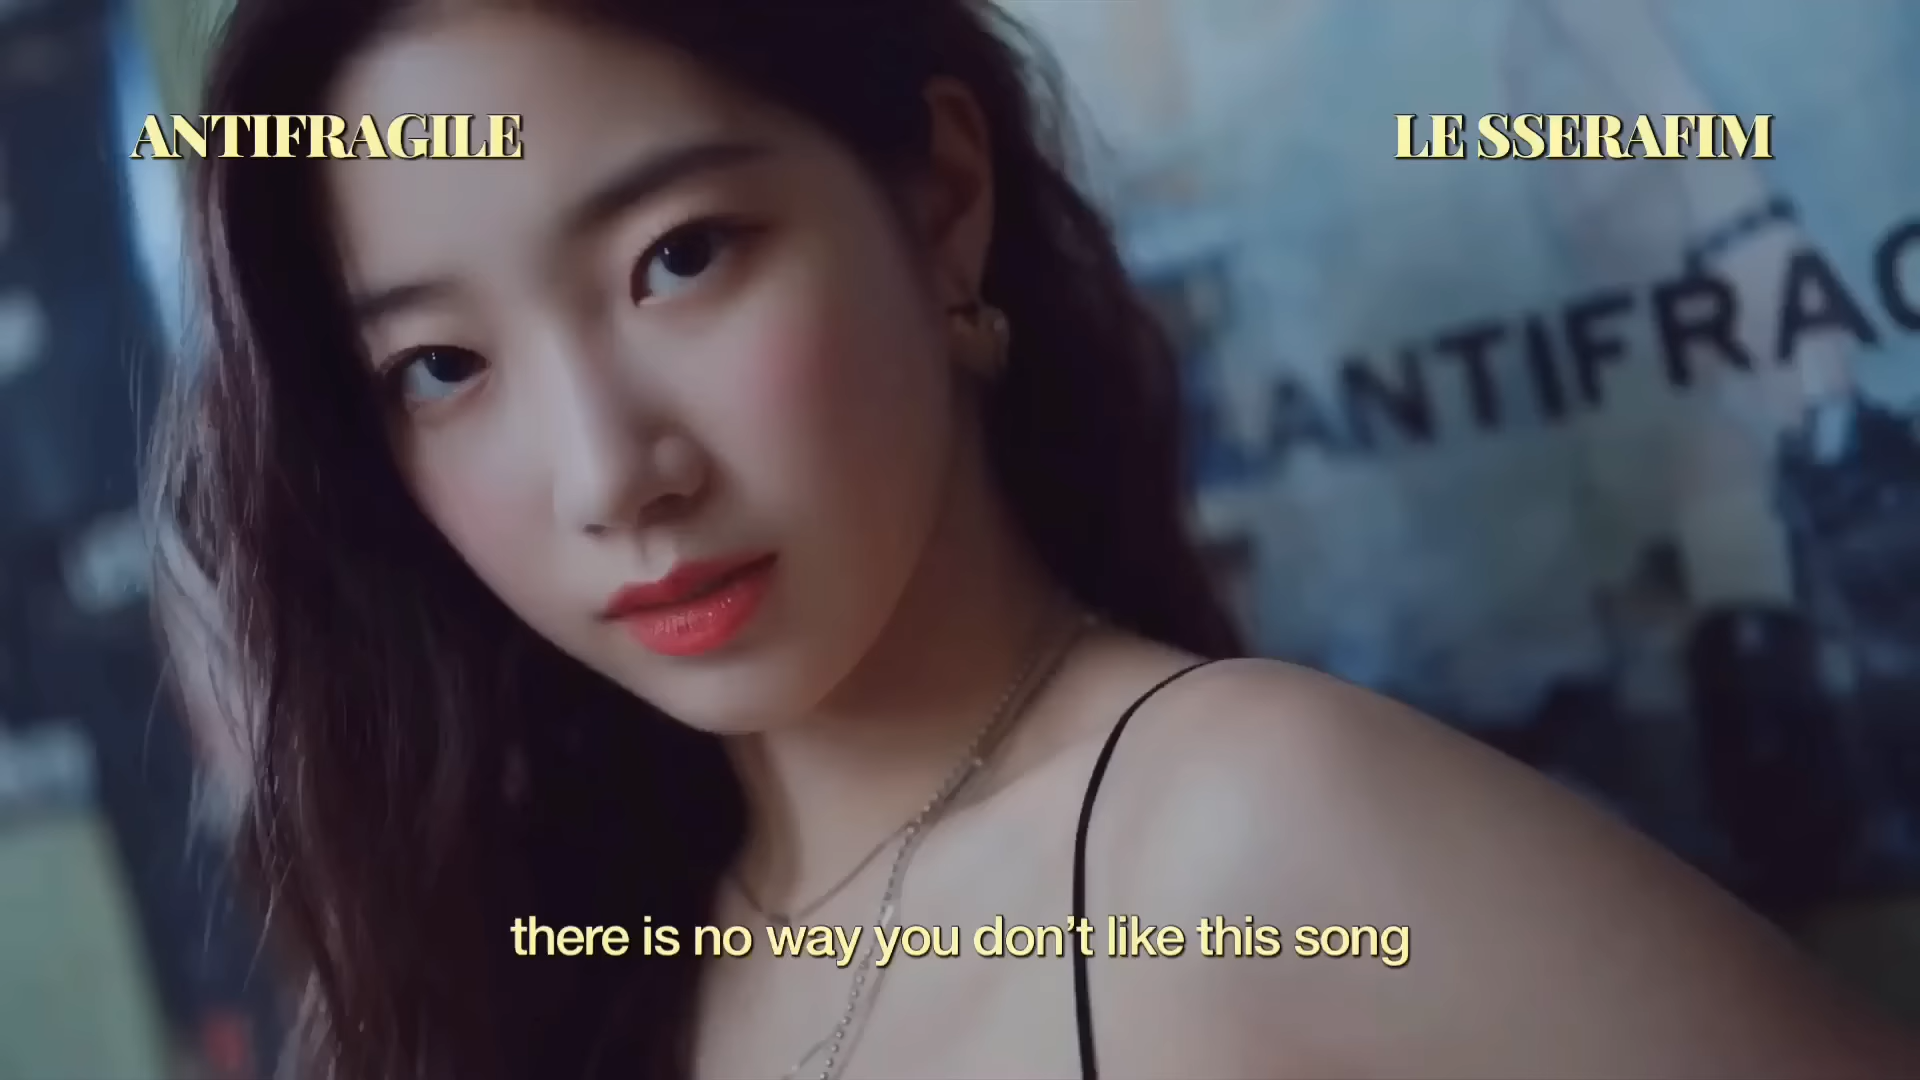 ANTIFRAGILE
LE SSERAFIM
ANTIFRAG
there is no way you don't like this song